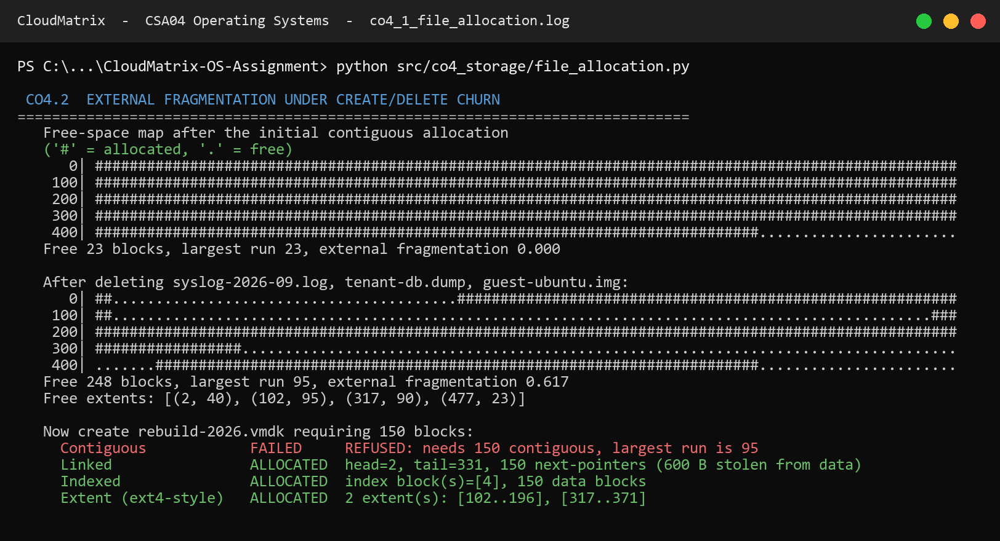 CloudMatrix  -  CSA04 Operating Systems  -  co4_1_file_allocation.log
PS C:\...\CloudMatrix-OS-Assignment> python src/co4_storage/file_allocation.py
CO4.2  EXTERNAL FRAGMENTATION UNDER CREATE/DELETE CHURN
==============================================================================
Free-space map after the initial contiguous allocation
('#' = allocated, '.' = free)
0| ####################################################################################################
100| ####################################################################################################
200| ####################################################################################################
300| ####################################################################################################
400| #############################################################################.......................
Free 23 blocks, largest run 23, external fragmentation 0.000
After deleting syslog-2026-09.log, tenant-db.dump, guest-ubuntu.img:
0| ##........................................##########################################################
100| ##...............................................................................................###
200| ####################################################################################################
300| #################...................................................................................
400| .......######################################################################.......................
Free 248 blocks, largest run 95, external fragmentation 0.617
Free extents: [(2, 40), (102, 95), (317, 90), (477, 23)]
Now create rebuild-2026.vmdk requiring 150 blocks:
Contiguous            FAILED     REFUSED: needs 150 contiguous, largest run is 95
Linked                ALLOCATED  head=2, tail=331, 150 next-pointers (600 B stolen from data)
Indexed               ALLOCATED  index block(s)=[4], 150 data blocks
Extent (ext4-style)   ALLOCATED  2 extent(s): [102..196], [317..371]